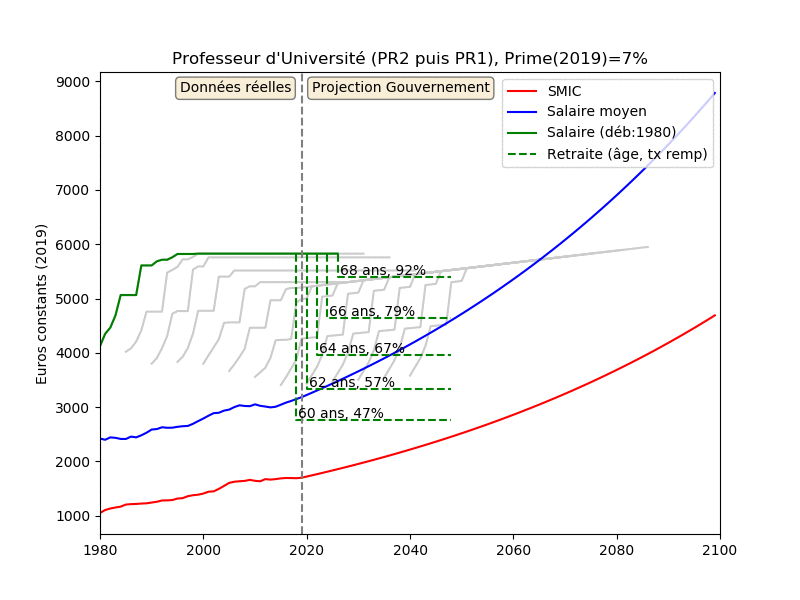 Professeur d'Université (PR2 puis PR1), Prime(2019)=7%
Données réelles
Projection Gouvernement
SMIC
Salaire moyen
Salaire (déb:1980)
Retraite (âge, tx remp)
Euros constants (2019)
9000
8000
7000
6000
5000
4000
3000
2000
1000
68 ans, 92%
66 ans, 79%
64 ans, 67%
62 ans, 57%
60 ans, 47%
1980
2000
2020
2040
2060
2080
2100